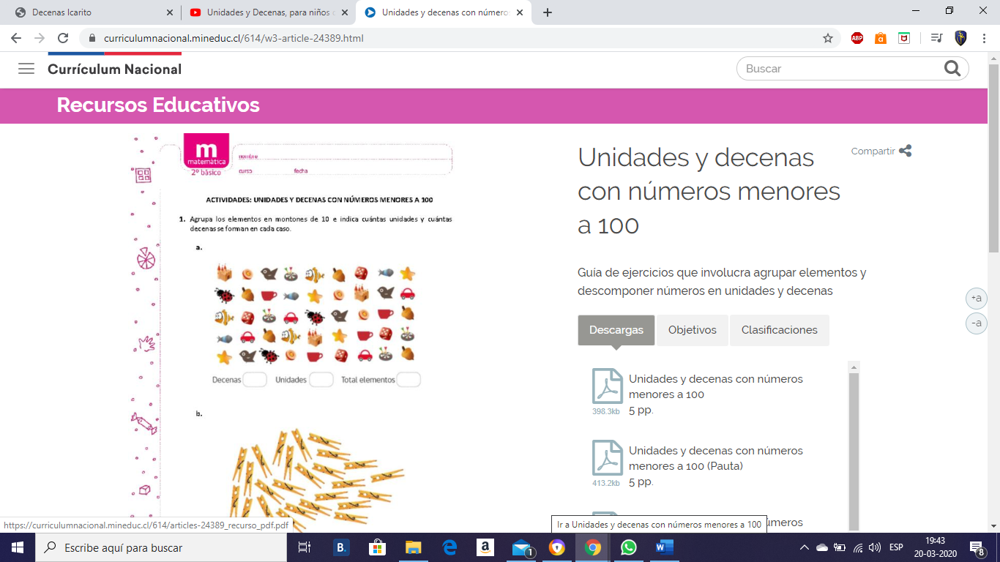 Decenas Icarito
Unidades y Decenas, para niños
Unidades y decenas con número
curriculumnacional.mineduc.cl/614/w3-article-24389.html
ABP
a
Currículum Nacional
Buscar
Recursos Educativos
m
matemática
2º básico
nombre
curso fecha
ACTIVIDADES: UNIDADES Y DECENAS CON NÚMEROS MENORES A 100
1. Agrupa los elementos en montones de 10 e indica cuántas unidades y cuántas
decenas se forman en cada caso.
a.
Decenas Unidades Total elementos
b.
Unidades y decenas
con números menores
a 100
Compartir
Guía de ejercicios que involucra agrupar elementos y
descomponer números en unidades y decenas
+a
-a
Descargas Objetivos Clasificaciones
Unidades y decenas con números
menores a 100
398.3kb 5 pp.
Unidades y decenas con números
menores a 100 (Pauta)
413.2kb 5 pp.
úmeros
https://curriculumnacional.mineduc.cl/614/articles-24389_recurso_pdf.pdf
Ir a Unidades y decenas con números menores a 100
Escribe aquí para buscar
B.
a
1
W
ESP
19:43
20-03-2020
8